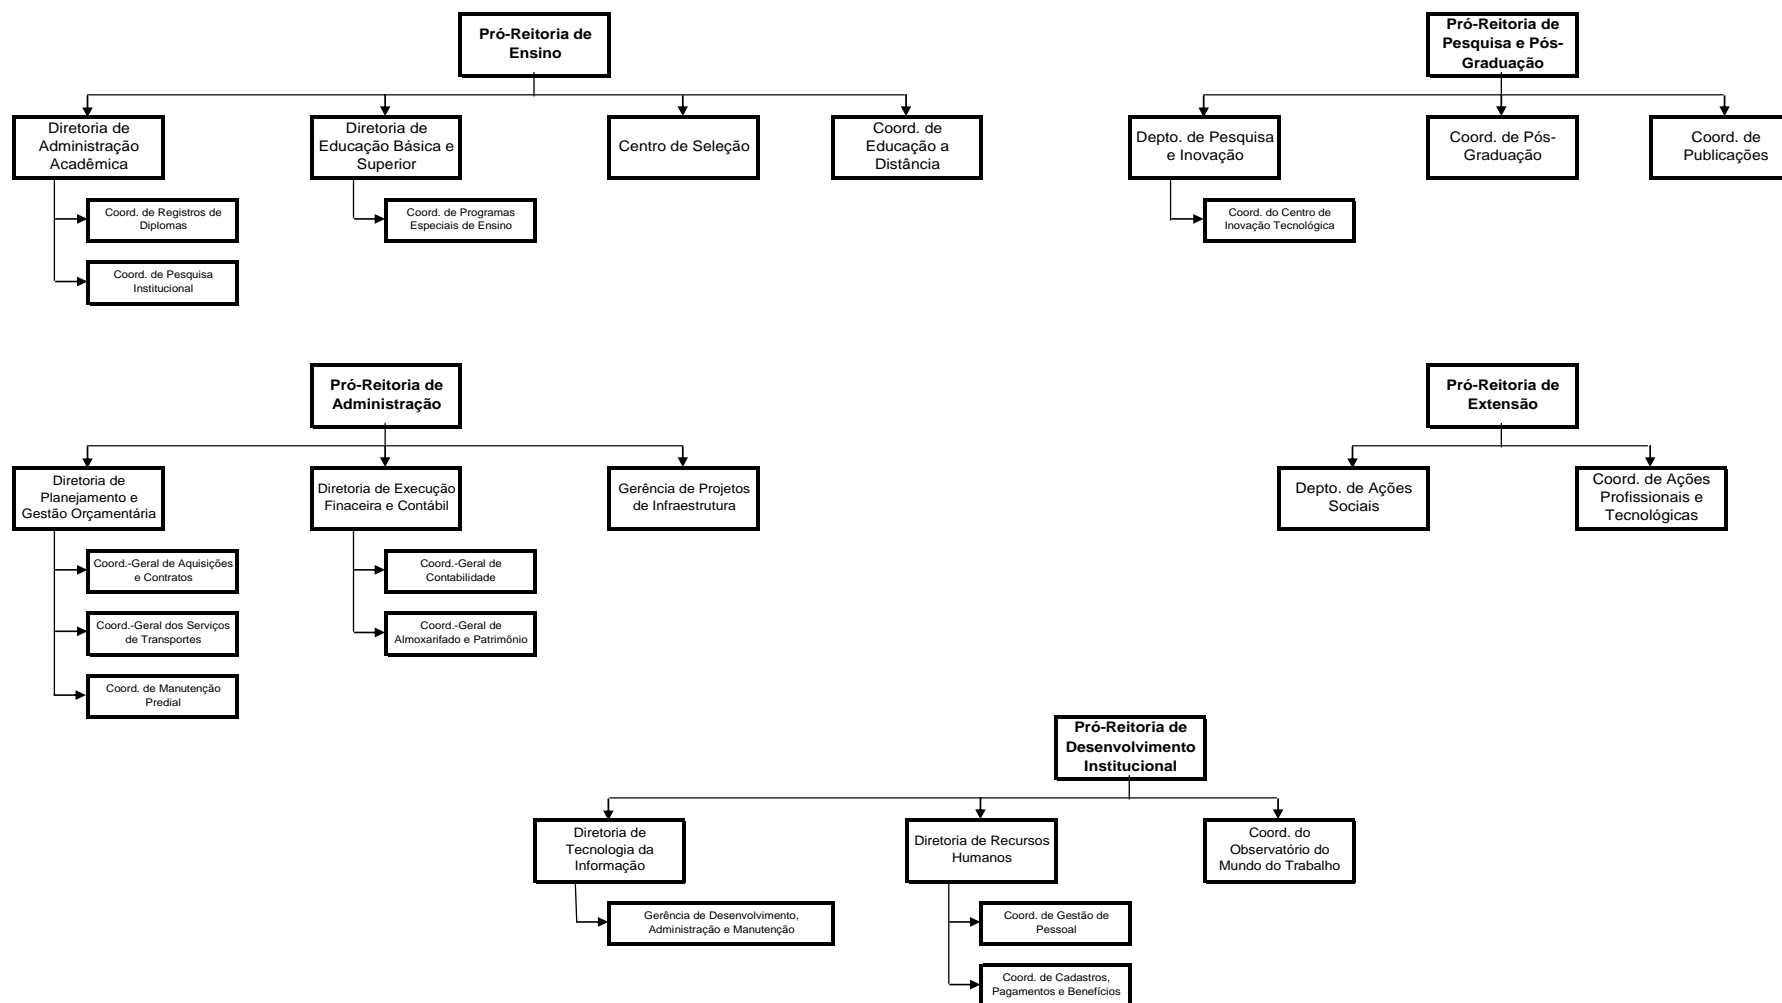 Pró-Reitoria de
Ensino
Diretoria de
Administração
Acadêmica
Coord. de Registros de
Diplomas
Coord. de Pesquisa
Institucional
Diretoria de
Educação Básica e
Superior
Coord. de Programas
Especiais de Ensino
Centro de Seleção
Coord. de
Educação a
Distância
Pró-Reitoria de
Pesquisa e Pós-
Graduação
Depto. de Pesquisa
e Inovação
Coord. do Centro de
Inovação Tecnológica
Coord. de Pós-
Graduação
Coord. de
Publicações
Pró-Reitoria de
Administração
Diretoria de
Planejamento e
Gestão Orçamentária
Coord.-Geral de Aquisições
e Contratos
Coord.-Geral dos Serviços
de Transportes
Coord. de Manutenção
Predial
Diretoria de Execução
Finaceira e Contábil
Coord.-Geral de
Contabilidade
Coord.-Geral de
Almoxarifado e Patrimônio
Gerência de Projetos
de Infraestrutura
Pró-Reitoria de
Extensão
Depto. de Ações
Sociais
Coord. de Ações
Profissionais e
Tecnológicas
Pró-Reitoria de
Desenvolvimento
Institucional
Diretoria de
Tecnologia da
Informação
Gerência de Desenvolvimento,
Administração e Manutenção
Diretoria de Recursos
Humanos
Coord. de Gestão de
Pessoal
Coord. de Cadastros,
Pagamentos e Benefícios
Coord. do
Observatório do
Mundo do Trabalho